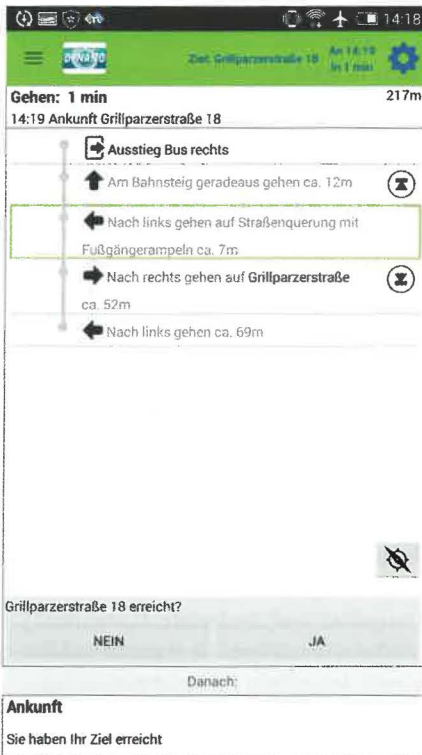 14:18
DYNAMO
Ziel: Grillparzerstraße 18
An 14:19
In 1 min
Gehen: 1 min
217m
14:19 Ankunft Grillparzerstraße 18
Ausstieg Bus rechts
Am Bahnsteig geradeaus gehen ca. 12m
Nach links gehen auf Straßenquerung mit
Fußgängerampeln ca. 7m
Nach rechts gehen auf Grillparzerstraße
ca. 52m
Nach links gehen ca. 69m
Grillparzerstraße 18 erreicht?
NEIN
JA
Danach:
Ankunft
Sie haben Ihr Ziel erreicht